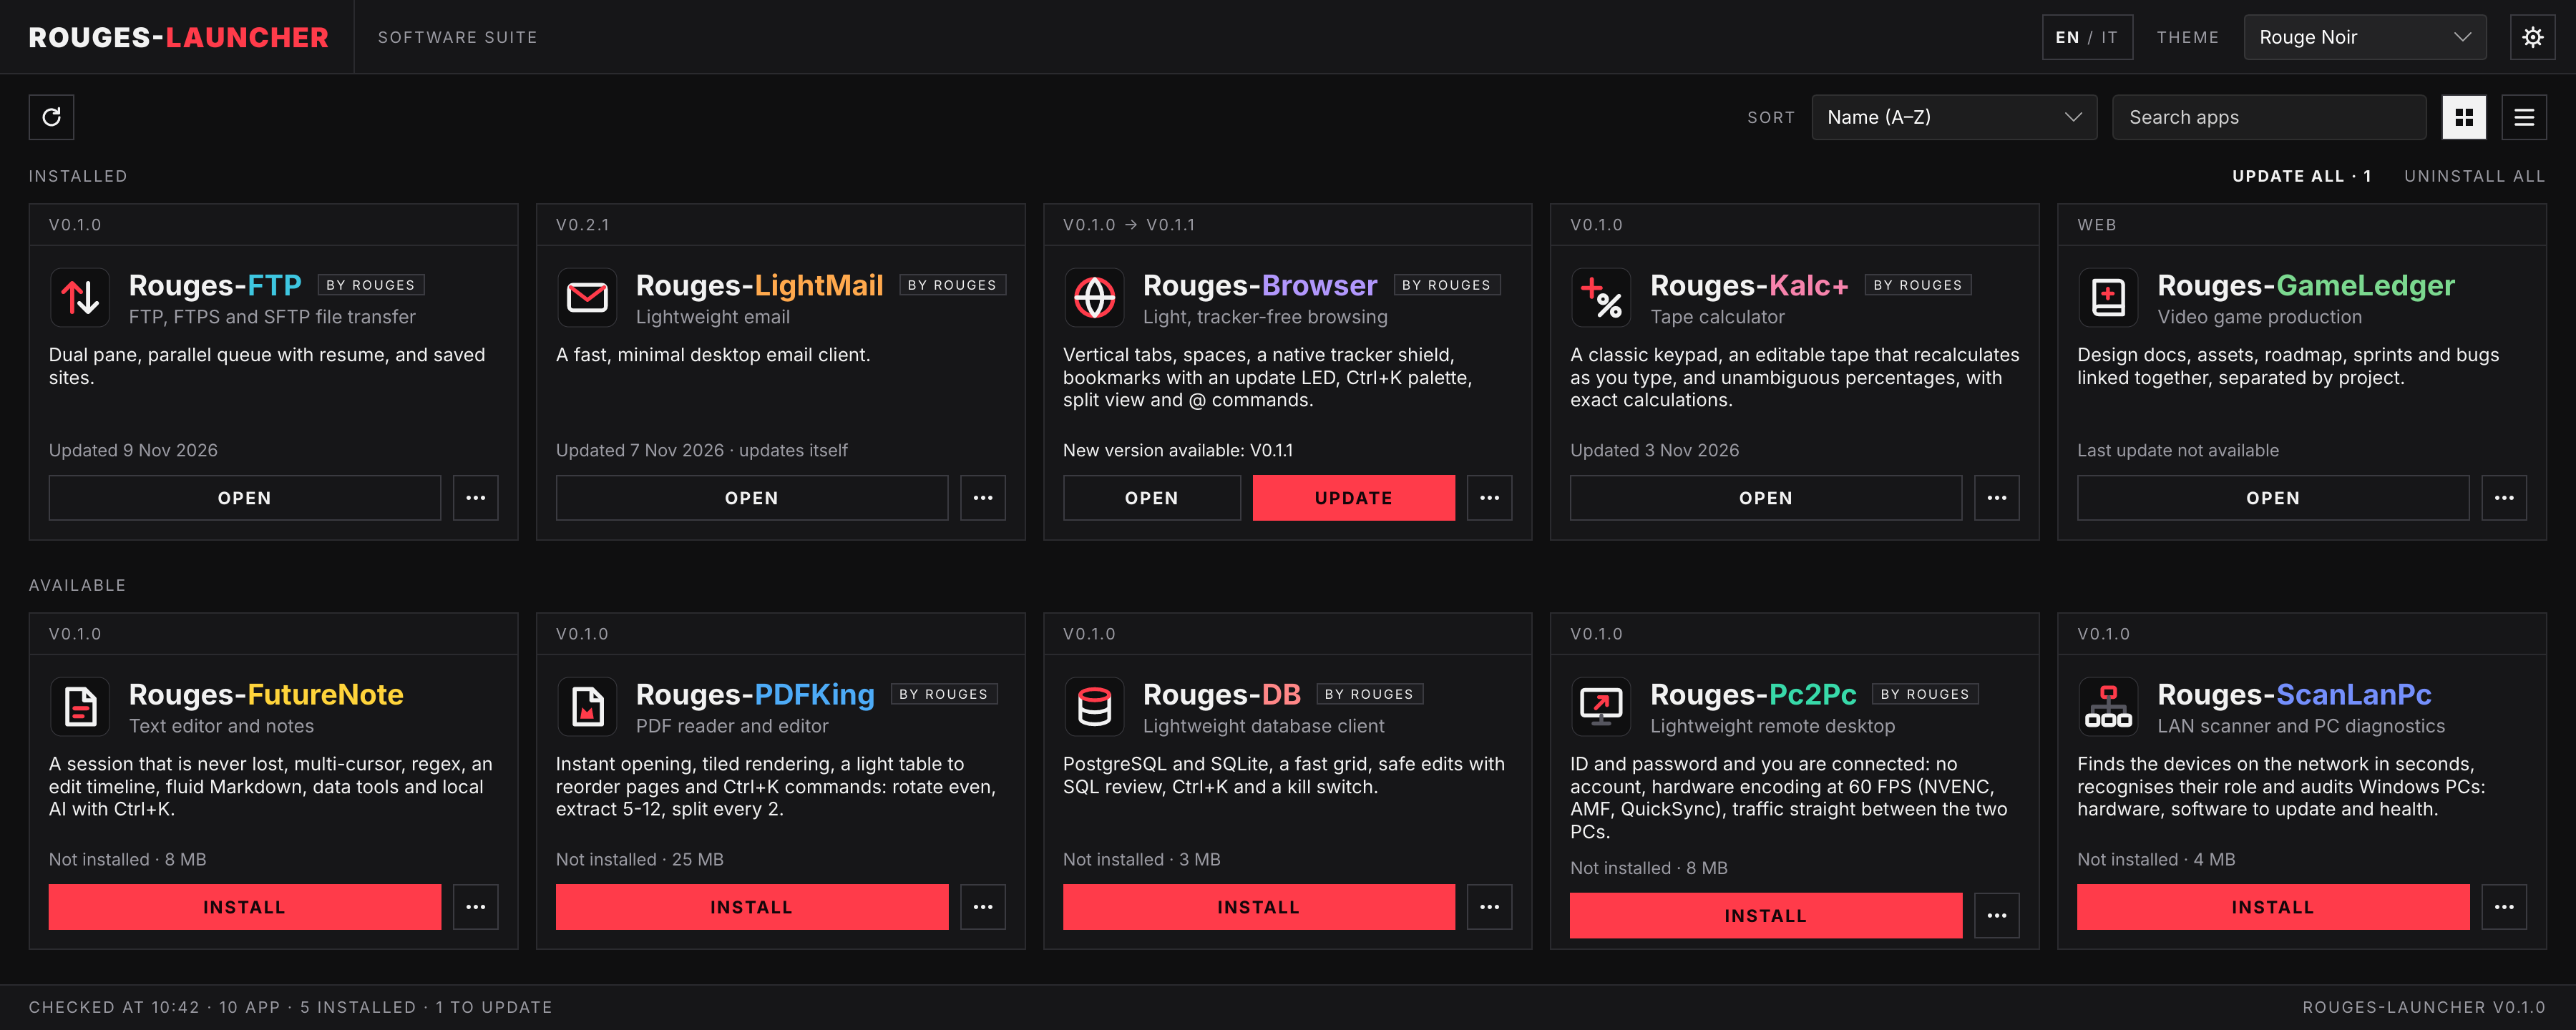 ROUGES-LAUNCHER
SOFTWARE SUITE
EN / IT
THEME
Rouge Noir
SORT
Name (A–Z)
Search apps
INSTALLED
UPDATE ALL · 1
UNINSTALL ALL
V0.1.0
Rouges-FTP
BY ROUGES
FTP, FTPS and SFTP file transfer
Dual pane, parallel queue with resume, and saved
sites.
Updated 9 Nov 2026
OPEN
V0.2.1
Rouges-LightMail
BY ROUGES
Lightweight email
A fast, minimal desktop email client.
Updated 7 Nov 2026 · updates itself
OPEN
V0.1.0 → V0.1.1
Rouges-Browser
BY ROUGES
Light, tracker-free browsing
Vertical tabs, spaces, a native tracker shield,
bookmarks with an update LED, Ctrl+K palette,
split view and @ commands.
New version available: V0.1.1
OPEN
UPDATE
V0.1.0
Rouges-Kalc+
BY ROUGES
Tape calculator
A classic keypad, an editable tape that recalculates
as you type, and unambiguous percentages, with
exact calculations.
Updated 3 Nov 2026
OPEN
WEB
Rouges-GameLedger
Video game production
Design docs, assets, roadmap, sprints and bugs
linked together, separated by project.
Last update not available
OPEN
AVAILABLE
V0.1.0
Rouges-FutureNote
Text editor and notes
A session that is never lost, multi-cursor, regex, an
edit timeline, fluid Markdown, data tools and local
AI with Ctrl+K.
Not installed · 8 MB
INSTALL
V0.1.0
Rouges-PDFKing
BY ROUGES
PDF reader and editor
Instant opening, tiled rendering, a light table to
reorder pages and Ctrl+K commands: rotate even,
extract 5-12, split every 2.
Not installed · 25 MB
INSTALL
V0.1.0
Rouges-DB
BY ROUGES
Lightweight database client
PostgreSQL and SQLite, a fast grid, safe edits with
SQL review, Ctrl+K and a kill switch.
Not installed · 3 MB
INSTALL
V0.1.0
Rouges-Pc2Pc
BY ROUGES
Lightweight remote desktop
ID and password and you are connected: no
account, hardware encoding at 60 FPS (NVENC,
AMF, QuickSync), traffic straight between the two
PCs.
Not installed · 8 MB
INSTALL
V0.1.0
Rouges-ScanLanPc
LAN scanner and PC diagnostics
Finds the devices on the network in seconds,
recognises their role and audits Windows PCs:
hardware, software to update and health.
Not installed · 4 MB
INSTALL
CHECKED AT 10:42 · 10 APP · 5 INSTALLED · 1 TO UPDATE
ROUGES-LAUNCHER V0.1.0